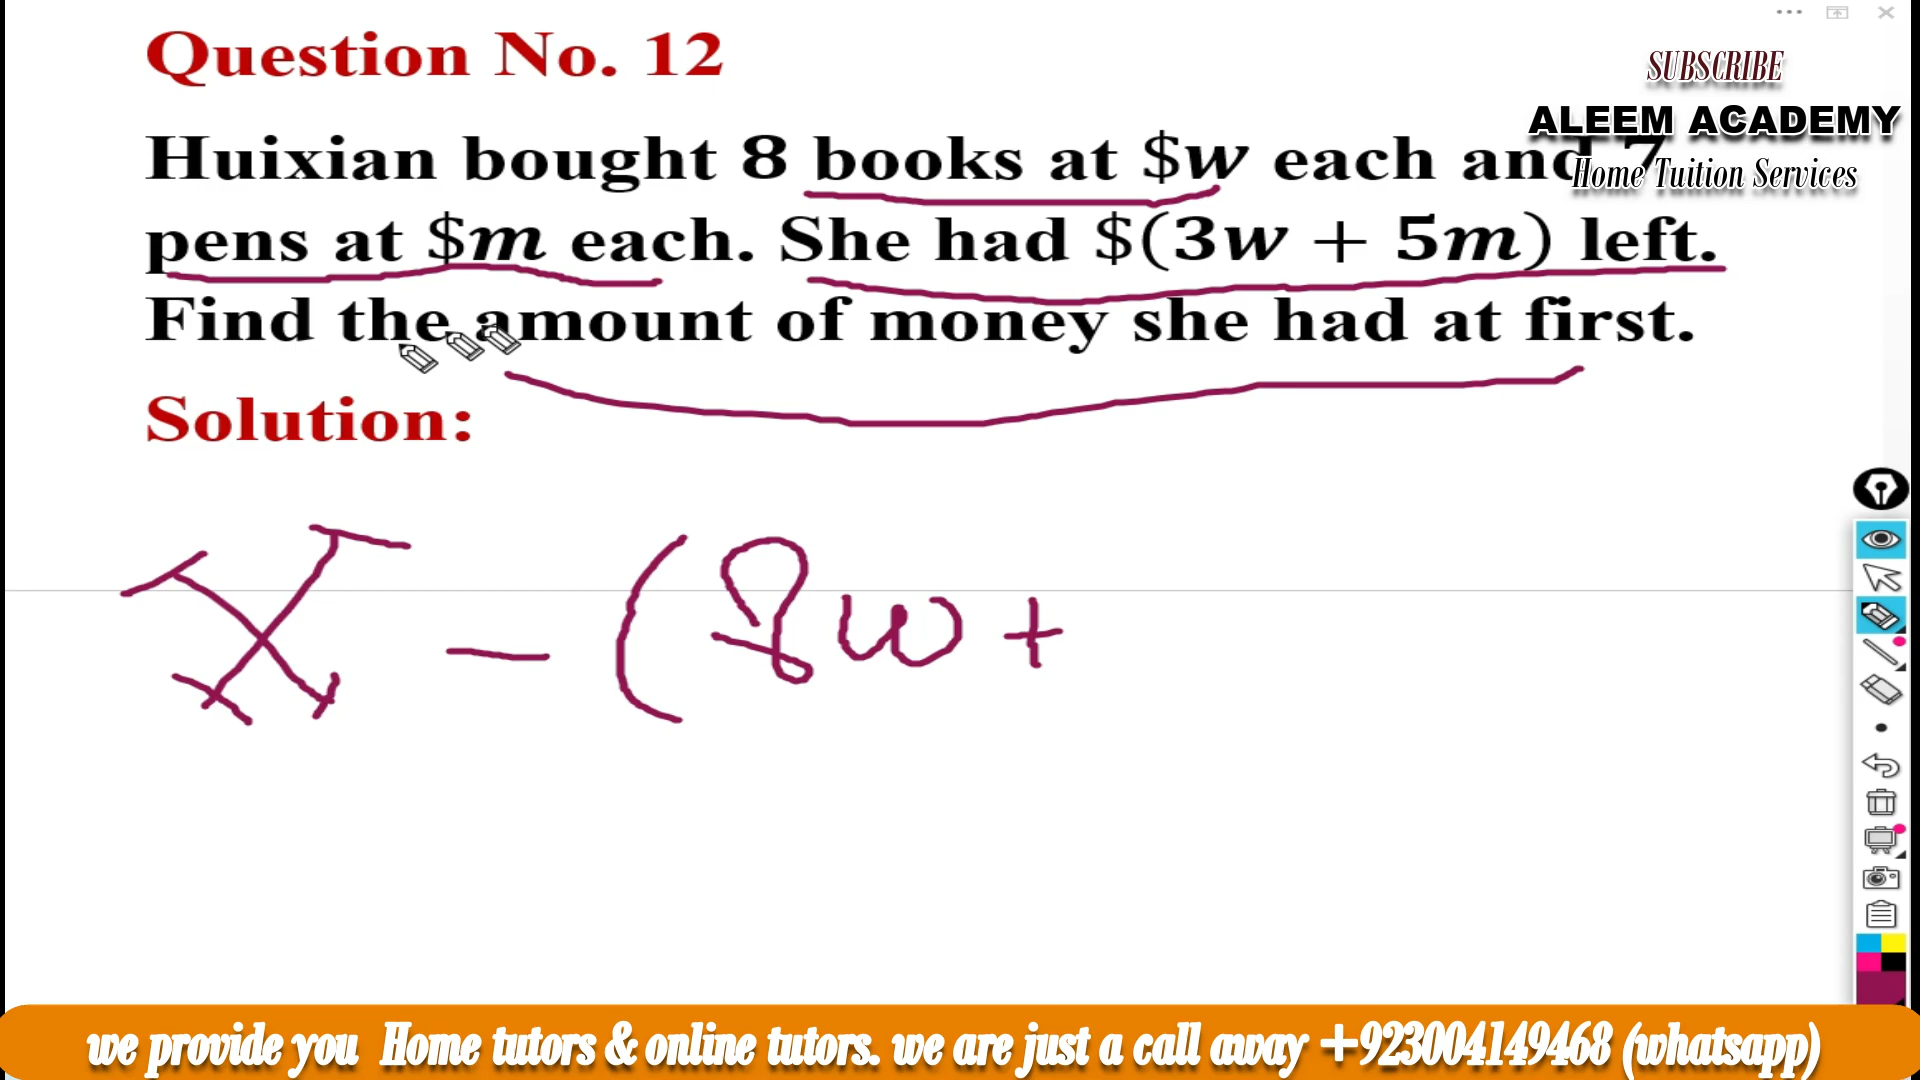 Question No. 12
SUBSCRIBE
ALEEM ACADEMY
Home Tuition Services
Huixian bought 8 books at $w each and 7
pens at $m each. She had $(3w + 5m) left.
Find the amount of money she had at first.
Solution:
X - (8w +
we provide you Home tutors & online tutors. we are just a call away +923004149468 (whatsapp)